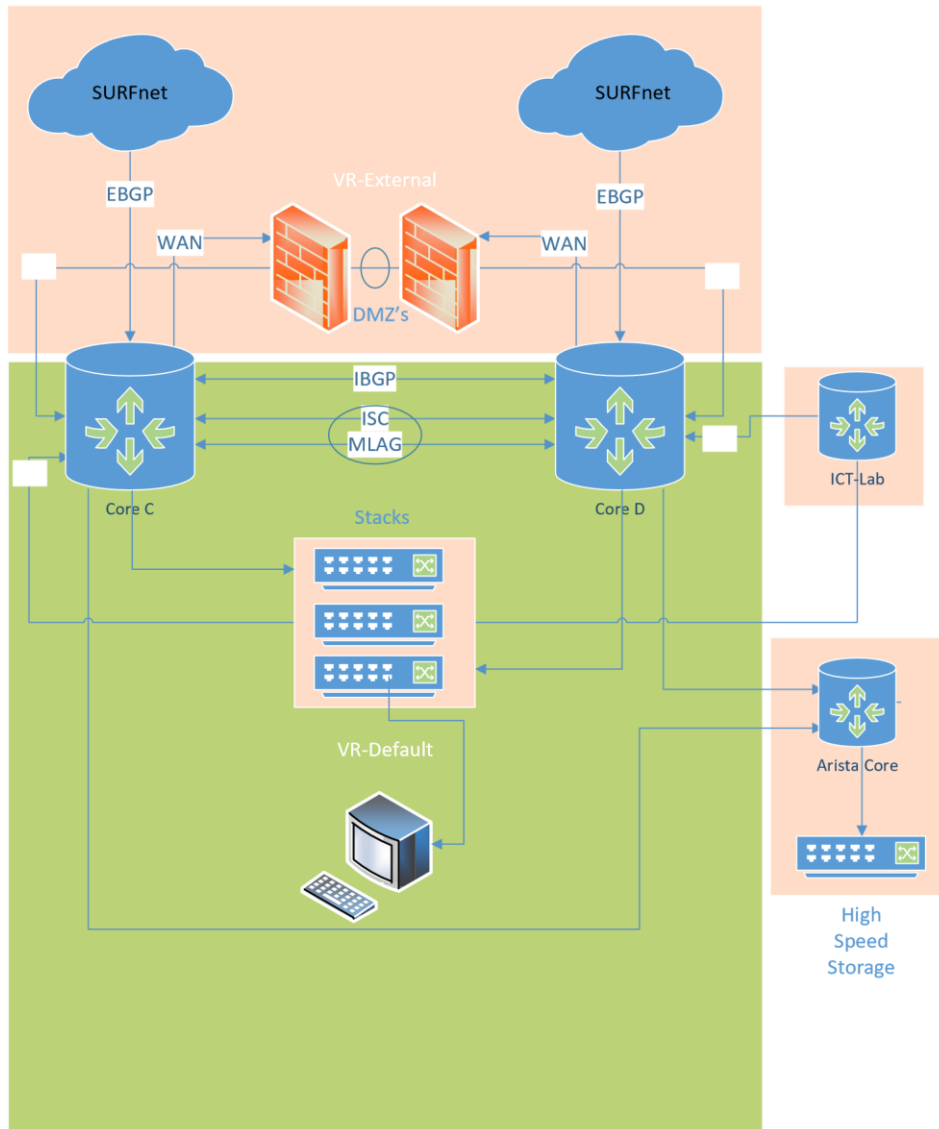 SURFnet
SURFnet
VR-External
EBGP
EBGP
WAN
WAN
DMZ's
IBGP
ISC
MLAG
Core C
Core D
ICT-Lab
Stacks
VR-Default
Arista Core
High
Speed
Storage